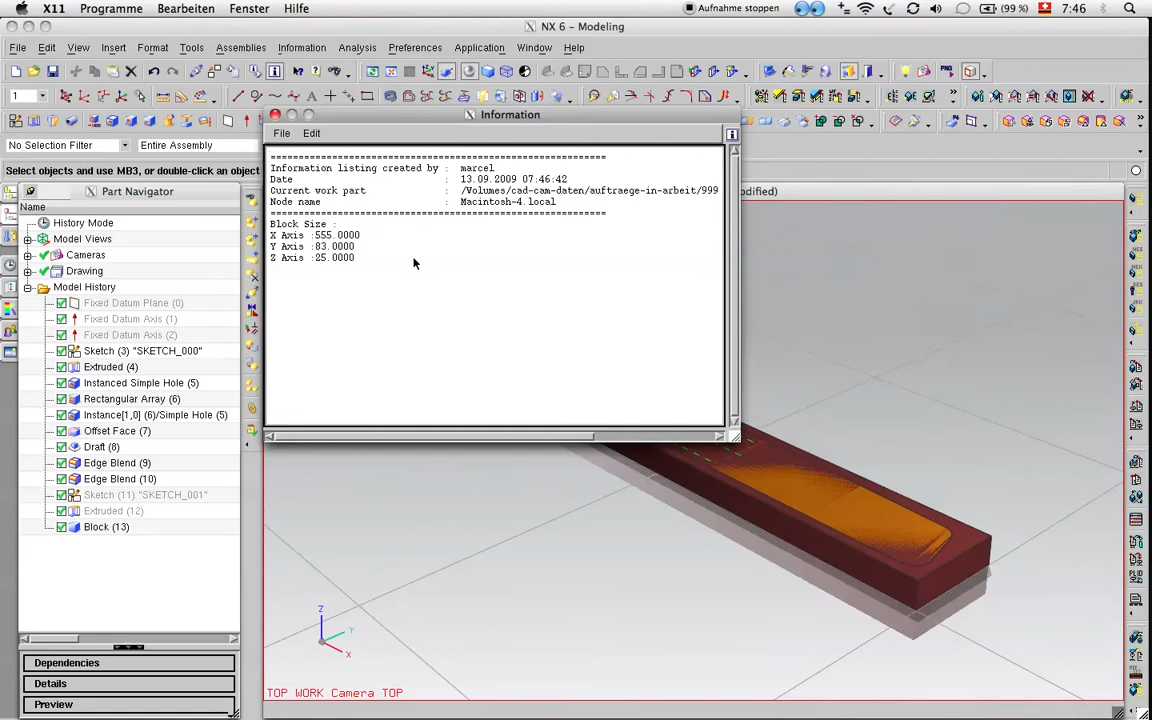 X11 Programme Bearbeiten Fenster Hilfe
Aufnahme stoppen (99 %) 7:46
NX 6 – Modeling
File Edit View Insert Format Tools Assemblies Information Analysis Preferences Application Window Help
1
No Selection Filter Entire Assembly
Select objects and use MB3, or double-click an object
Part Navigator
Name
History Mode
Model Views
Cameras
Drawing
Model History
Fixed Datum Plane (0)
Fixed Datum Axis (1)
Fixed Datum Axis (2)
Sketch (3) "SKETCH_000"
Extruded (4)
Instanced Simple Hole (5)
Rectangular Array (6)
Instance[1,0] (6)/Simple Hole (5)
Offset Face (7)
Draft (8)
Edge Blend (9)
Edge Blend (10)
Sketch (11) "SKETCH_001"
Extruded (12)
Block (13)
Dependencies
Details
Preview
Information
File Edit
============================================================
Information listing created by : marcel
Date : 13.09.2009 07:46:42
Current work part : /Volumes/cad-cam-daten/auftraege-in-arbeit/999
Node name : Macintosh-4.local
============================================================
Block Size :
X Axis :555.0000
Y Axis :83.0000
Z Axis :25.0000
dified)
Z
Y
X
TOP WORK Camera TOP